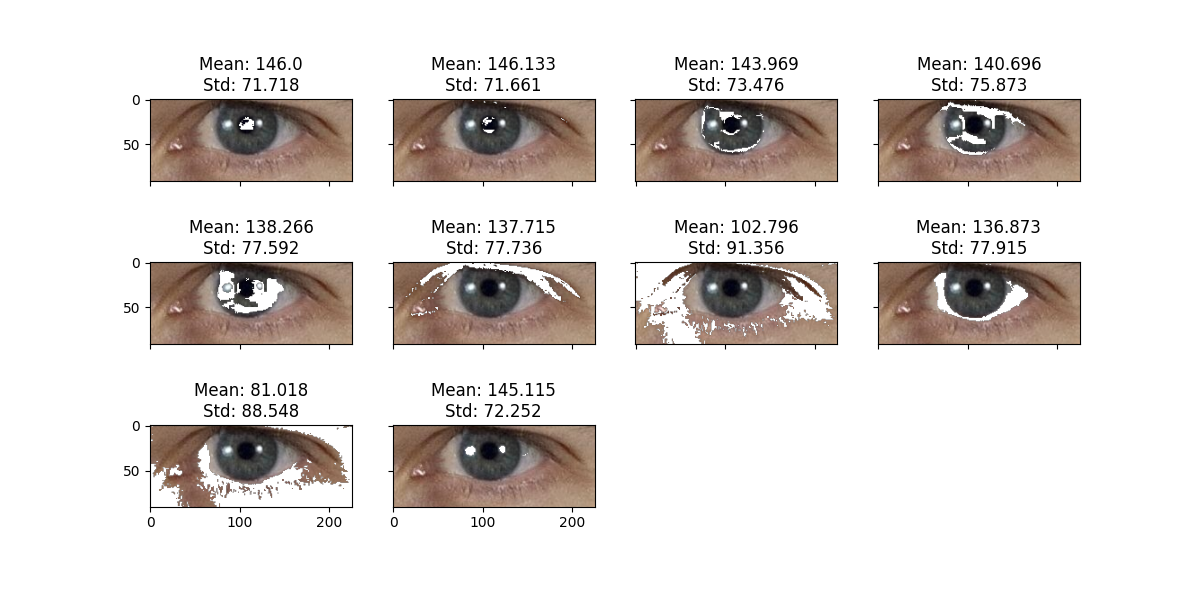 Mean: 146.0
Std: 71.718
Mean: 146.133
Std: 71.661
Mean: 143.969
Std: 73.476
Mean: 140.696
Std: 75.873
0
50
Mean: 138.266
Std: 77.592
Mean: 137.715
Std: 77.736
Mean: 102.796
Std: 91.356
Mean: 136.873
Std: 77.915
0
50
Mean: 81.018
Std: 88.548
Mean: 145.115
Std: 72.252
0
50
0 100 200
0 100 200